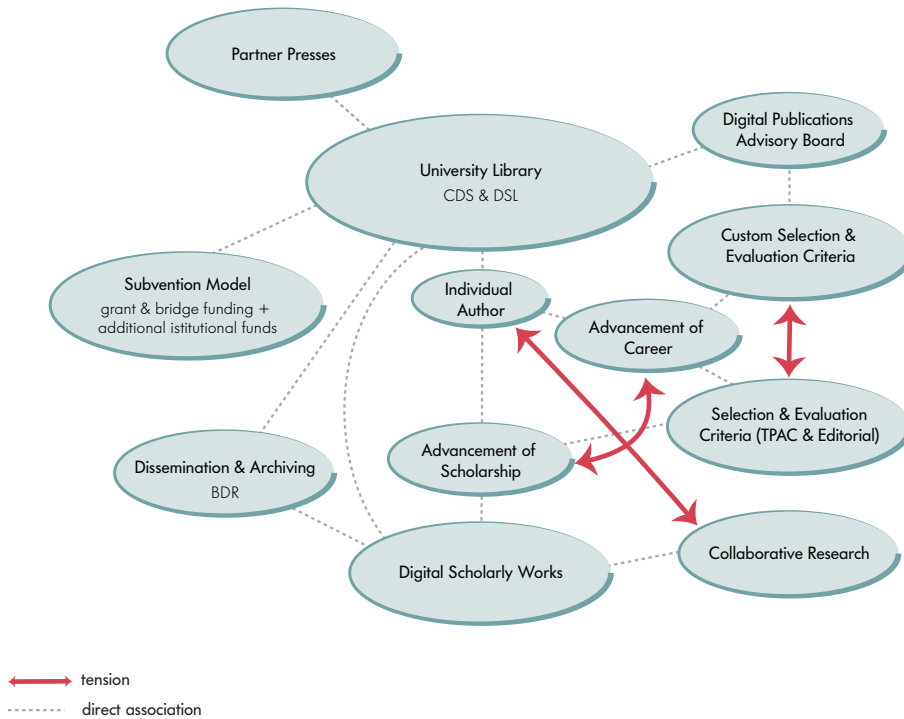 Partner Presses
Digital Publications
Advisory Board
University Library
CDS & DSL
Custom Selection &
Evaluation Criteria
Subvention Model
grant & bridge funding +
additional istitutional funds
Individual
Author
Advancement of
Career
Selection & Evaluation
Criteria (TPAC & Editorial)
Advancement of
Scholarship
Dissemination & Archiving
BDR
Collaborative Research
Digital Scholarly Works
tension
direct association